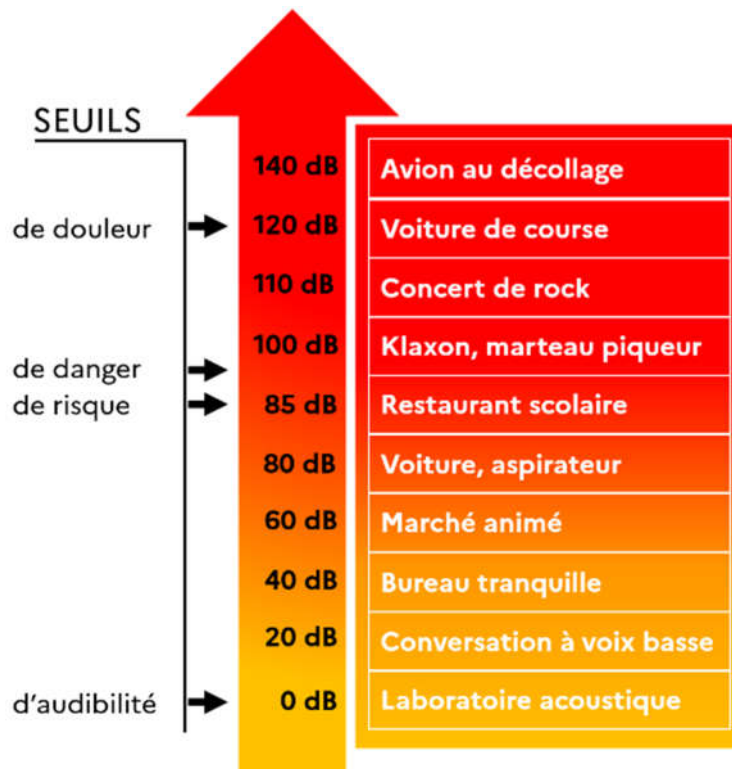 SEUILS
140 dB Avion au décollage
de douleur 120 dB Voiture de course
110 dB Concert de rock
100 dB Klaxon, marteau piqueur
de danger
de risque 85 dB Restaurant scolaire
80 dB Voiture, aspirateur
60 dB Marché animé
40 dB Bureau tranquille
20 dB Conversation à voix basse
d'audibilité 0 dB Laboratoire acoustique